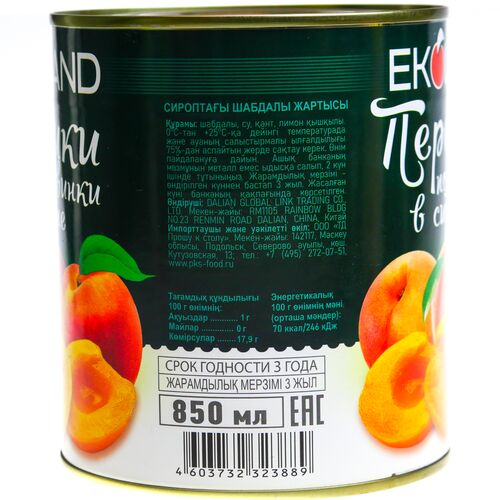 AND
ЕКО
Пер
в с
СИРОПТАҒЫ ШАБДАЛЫ ЖАРТЫСЫ
Құрамы: шабдалы, су, қант, лимон қышқылы.
0°С-тан +25°С-қа дейінгі температурада
және ауаның салыстырмалы ылғалдылығы
75%-дан аспайтын жерде сақтау керек. Өнім
пайдалануға дайын. Ашық банканың
мазмұнын металл емес ыдысқа салып, 2 күн
ішінде тұтыныңыз. Жарамдылық мерзімі -
өндірілген күннен бастап 3 жыл. Жасалған
күні банканың қақпағында көрсетілген.
Өндіруші: DALIAN GLOBAL LINK TRADING CO.,
LTD. Мекен-жайы: RM1105 RAINBOW BLDG
NO.23 RENMIN ROAD DALIAN, CHINA, Китай
Импорттаушы және уәкілетті өкіл: ООО «ТД
Прошу к столу». Мекен-жайы: 142117, Мәскеу
облысы, Подольск, Северово ауылы, көш.
Кутузовская, 13; тел.: +7 (495) 272-07-51.
www.pks-food.ru
Тағамдық құндылығы
100 г өнімнің:
Ақуыздар 1 г
Майлар 0 г
Көмірсулар 17,9 г
Энергетикалық
100 г өнімнің мәні.
(орташа мәндер):
70 ккал/246 кДж
СРОК ГОДНОСТИ 3 ГОДА
ЖАРАМДЫЛЫҚ МЕРЗІМІ 3 ЖЫЛ
850 мл EAC
4 603732 323889